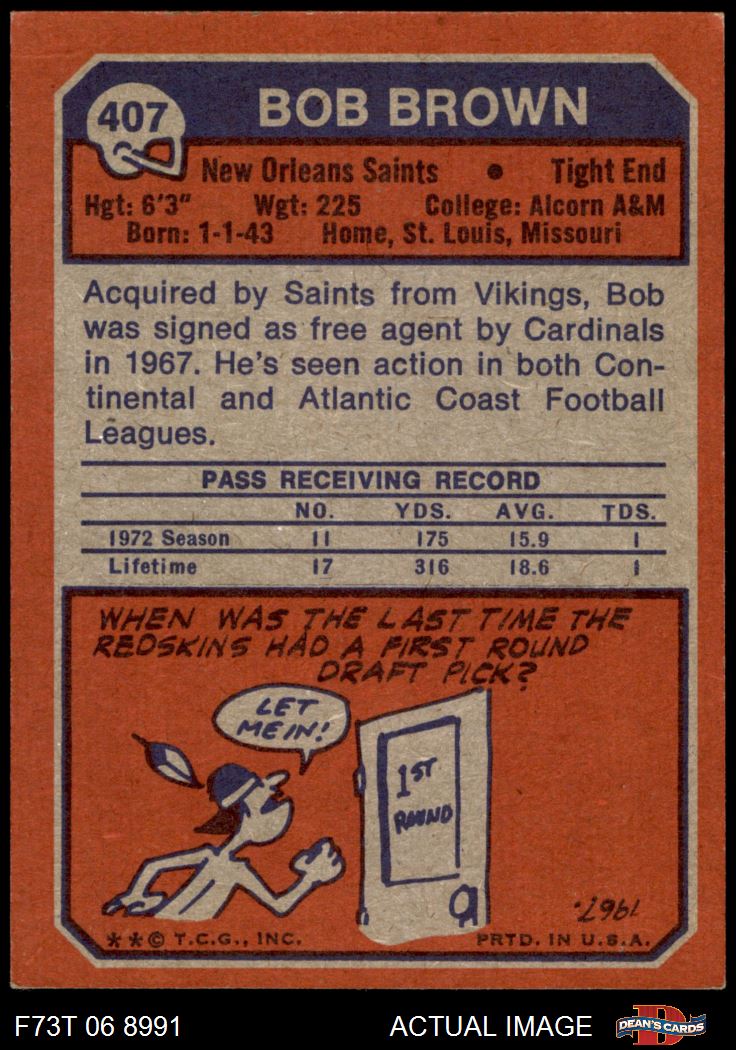 407
BOB BROWN
New Orleans Saints • Tight End
Hgt: 6'3" Wgt: 225 College: Alcorn A&M
Born: 1-1-43 Home, St. Louis, Missouri
Acquired by Saints from Vikings, Bob
was signed as free agent by Cardinals
in 1967. He's seen action in both Con-
tinental and Atlantic Coast Football
Leagues.
PASS RECEIVING RECORD
NO. YDS. AVG. TDS.
1972 Season 11 175 15.9 1
Lifetime 17 316 18.6 1
WHEN WAS THE LAST TIME THE
REDSKINS HAD A FIRST ROUND
DRAFT PICK?
LET
ME IN!
1ST
ROUND
1967.
**© T.C.G., INC. PRTD. IN U.S.A.
F73T 06 8991 ACTUAL IMAGE
D
DEAN'S CARDS